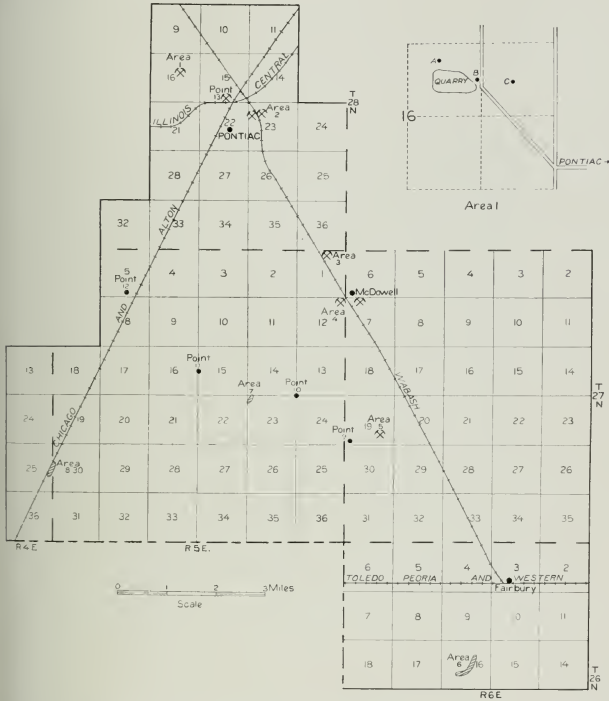 9 10 11
Area
1
16 15 14
CENTRAL
Point
13
T
28
N
ILLINOIS
Area
2
21 22 23 24
PONTIAC
28 27 26 25
ALTON
32 33 34 35 36
Area
3
5 4 3 2 1 6 5 4 3 2
Point
McDowell
AND
8 9 10 11 12 7 8 9 10 11
Area
4
WABASH
13 18 17 16 15 14 13 18 17 16 15 14
Point
Area
7
Point
10
T
27
N
24 19 20 21 22 23 24 19 20 21 22 23
CHICAGO
Area
5
Point
25 30 29 28 27 26 25 30 29 28 27 26
Area
8
36 31 32 33 34 35 36 31 32 33 34 35
R4E R5E.
6 5 4 3 2
TOLEDO PEORIA AND WESTERN
Fairbury
0 3 Miles
Scale
7 8 9 10 11
18 17 16 15 14
Area
6
T
26
N
R6E
A
B
C
QUARRY
16
PONTIAC
Area 1